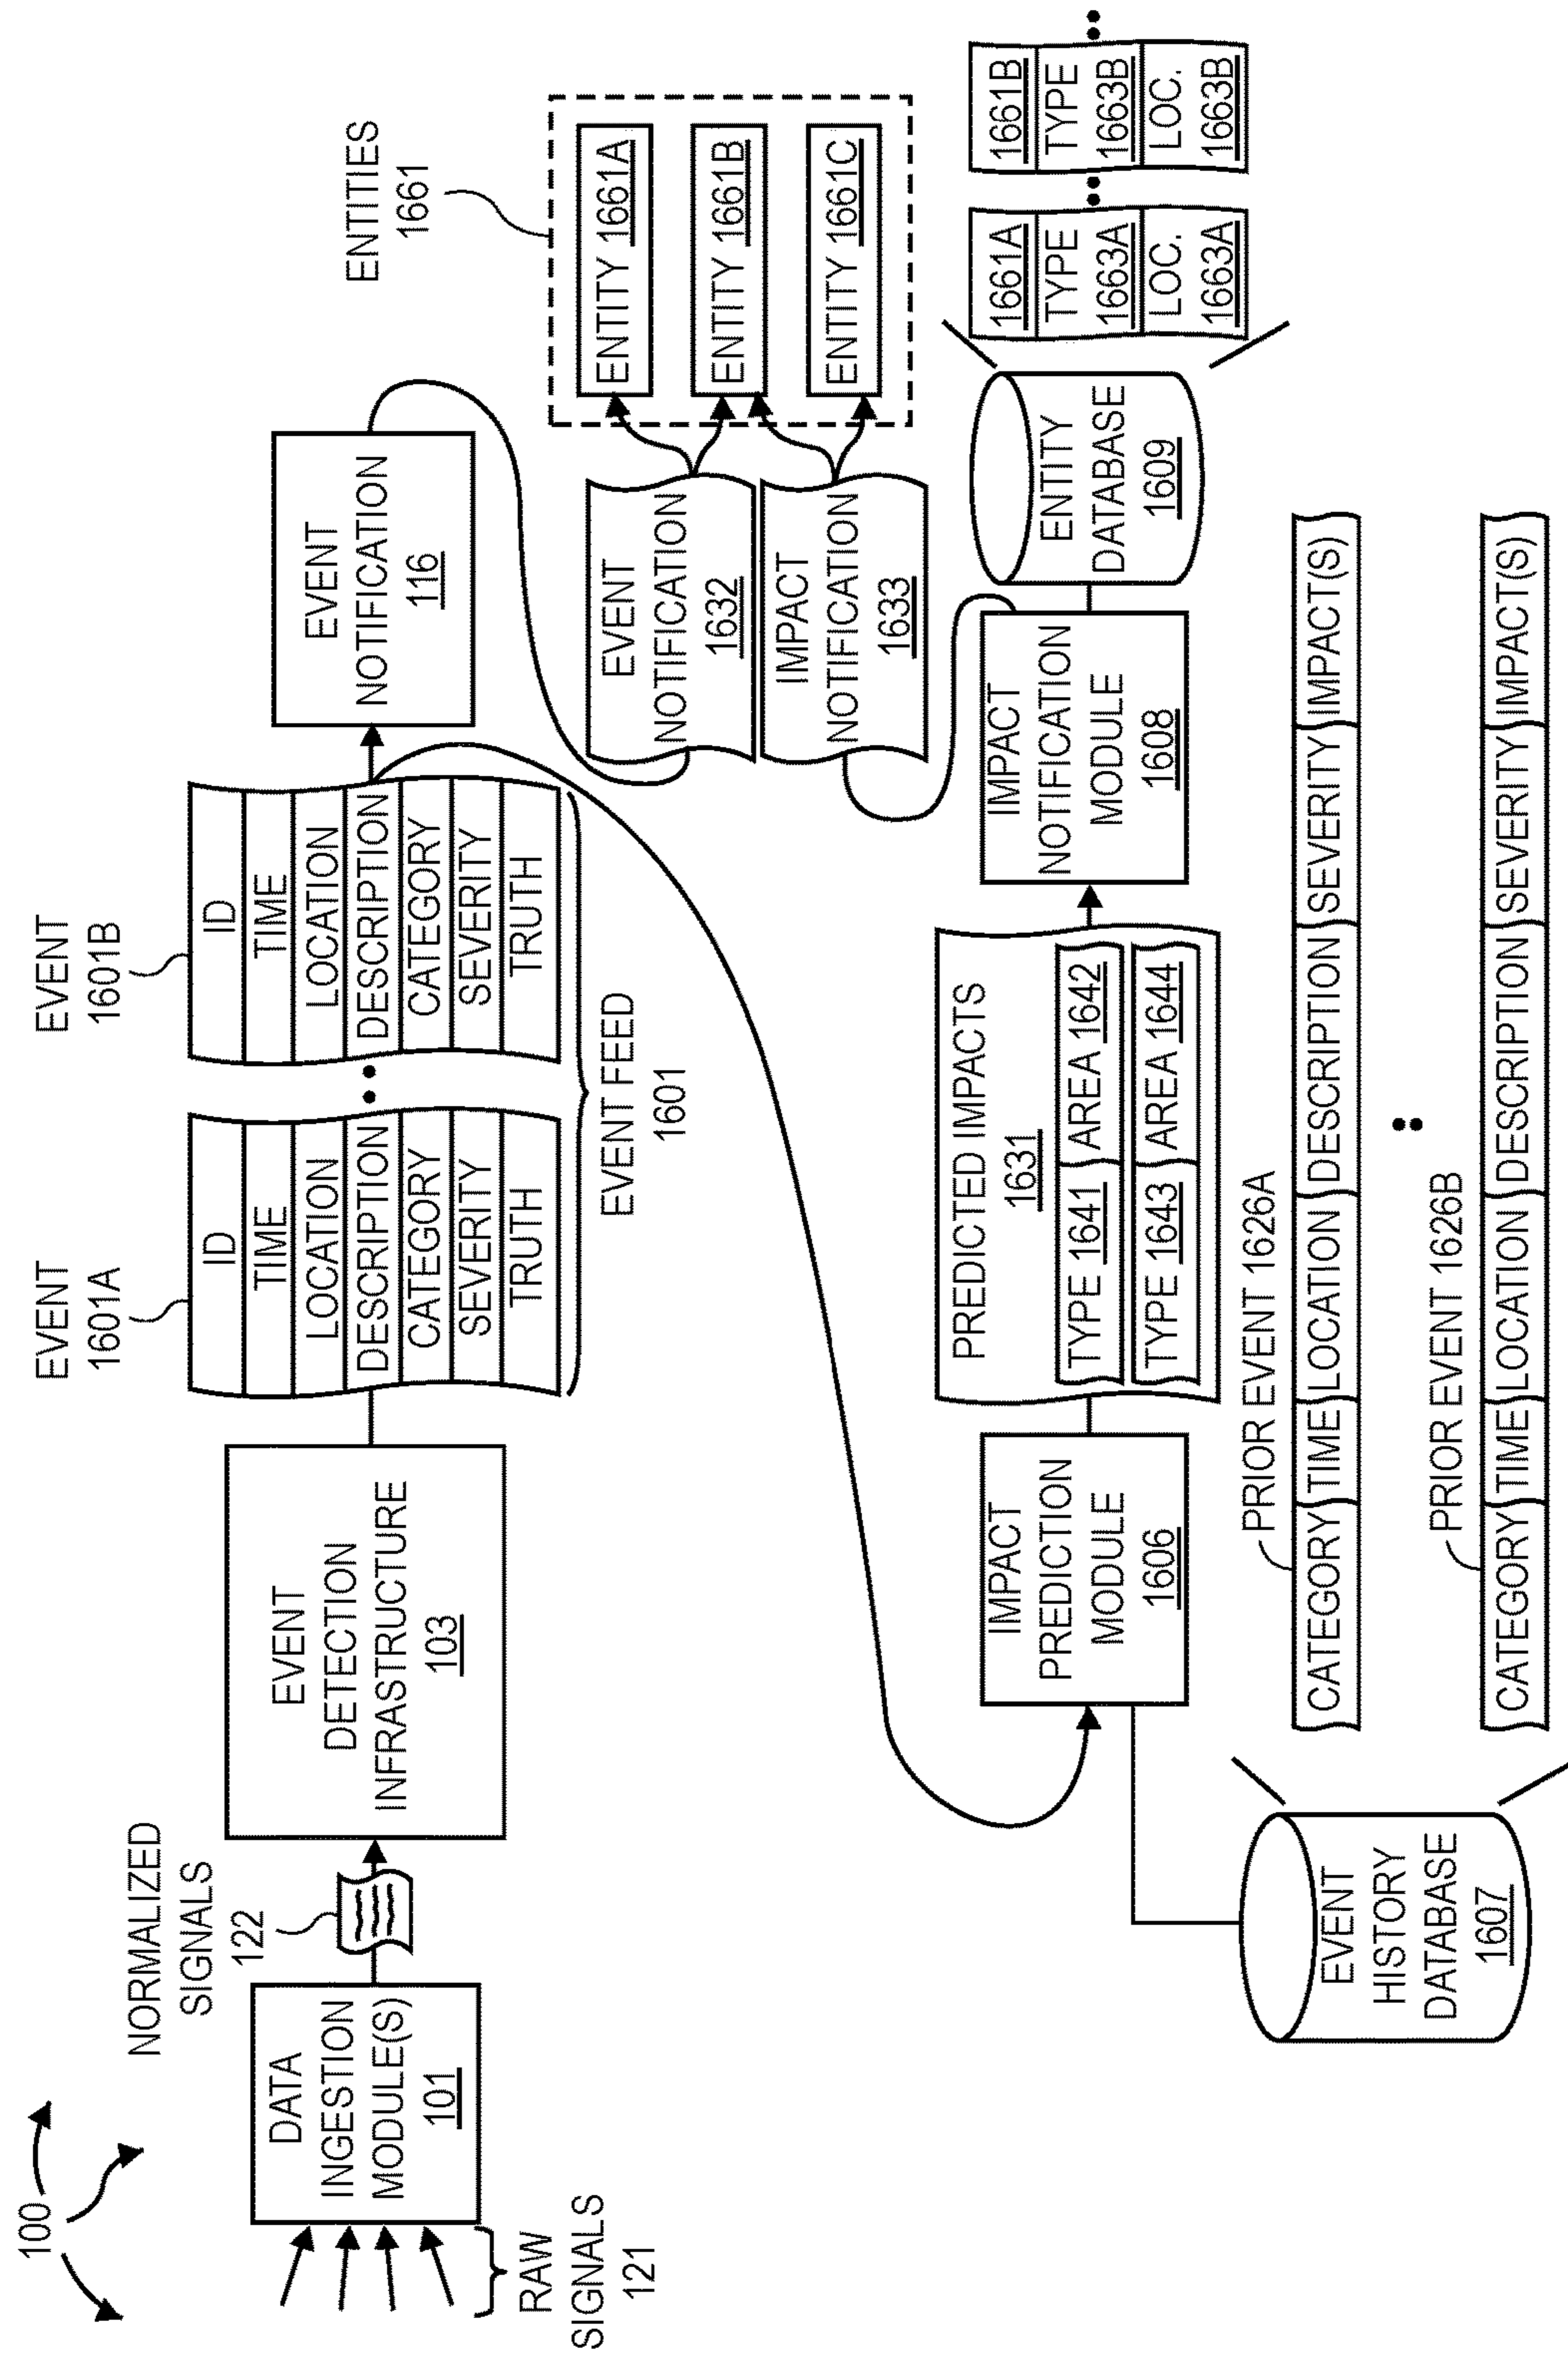 100
RAW
SIGNALS
121
DATA
INGESTION
MODULE(S)
101
NORMALIZED
SIGNALS
122
EVENT
DETECTION
INFRASTRUCTURE
103
EVENT
1601A
ID
TIME
LOCATION
DESCRIPTION
CATEGORY
SEVERITY
TRUTH
EVENT
1601B
ID
TIME
LOCATION
DESCRIPTION
CATEGORY
SEVERITY
TRUTH
EVENT FEED
1601
EVENT
NOTIFICATION
116
ENTITIES
1661
ENTITY 1661A
ENTITY 1661B
ENTITY 1661C
EVENT
NOTIFICATION
1632
IMPACT
NOTIFICATION
1633
IMPACT
PREDICTION
MODULE
1606
PREDICTED IMPACTS
1631
TYPE 1641 AREA 1642
TYPE 1643 AREA 1644
IMPACT
NOTIFICATION
MODULE
1608
ENTITY
DATABASE
1609
1661A
TYPE
1663A
LOC.
1663A
1661B
TYPE
1663B
LOC.
1663B
EVENT
HISTORY
DATABASE
1607
PRIOR EVENT 1626A
CATEGORY TIME LOCATION DESCRIPTION SEVERITY IMPACT(S)
PRIOR EVENT 1626B
CATEGORY TIME LOCATION DESCRIPTION SEVERITY IMPACT(S)